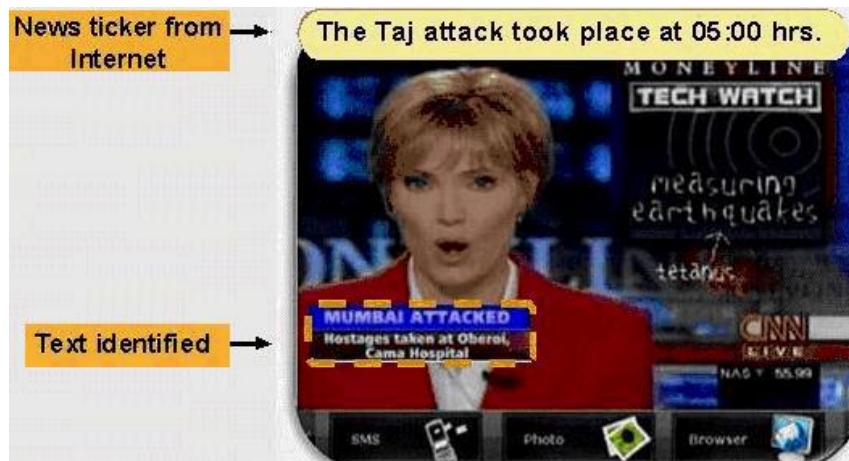 News ticker from
Internet
The Taj attack took place at 05:00 hrs.
MONEYLINE
TECH WATCH
measuring
earthquakes
tetanus
ONEYLI
Text identified
MUMBAI ATTACKED
Hostages taken at Oberoi,
Cama Hospital
CNN
LIVE
NAS 55.99
SMS
Photo
Browser